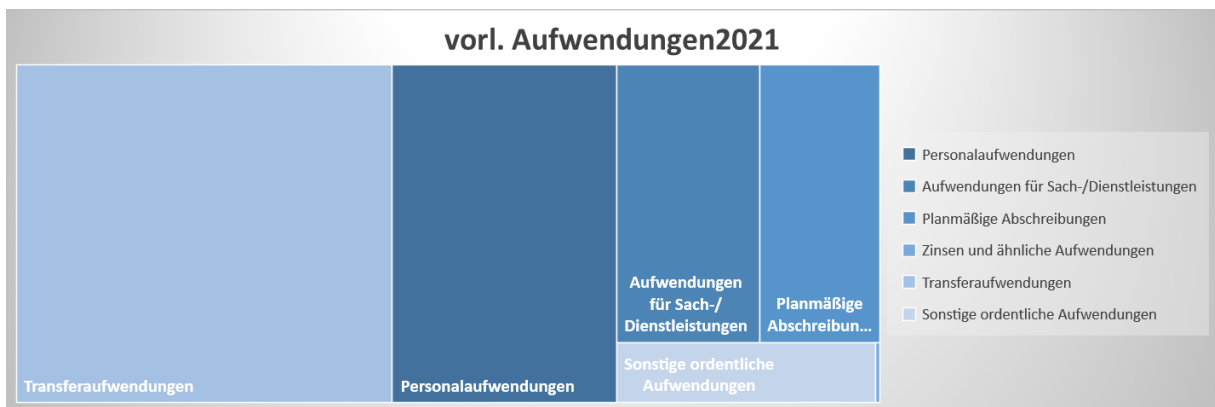 vorl. Aufwendungen2021
Transferaufwendungen
Personalaufwendungen
Aufwendungen
für Sach-/
Dienstleistungen
Planmäßige
Abschreibun...
Sonstige ordentliche
Aufwendungen
Personalaufwendungen
Aufwendungen für Sach-/Dienstleistungen
Planmäßige Abschreibungen
Zinsen und ähnliche Aufwendungen
Transferaufwendungen
Sonstige ordentliche Aufwendungen